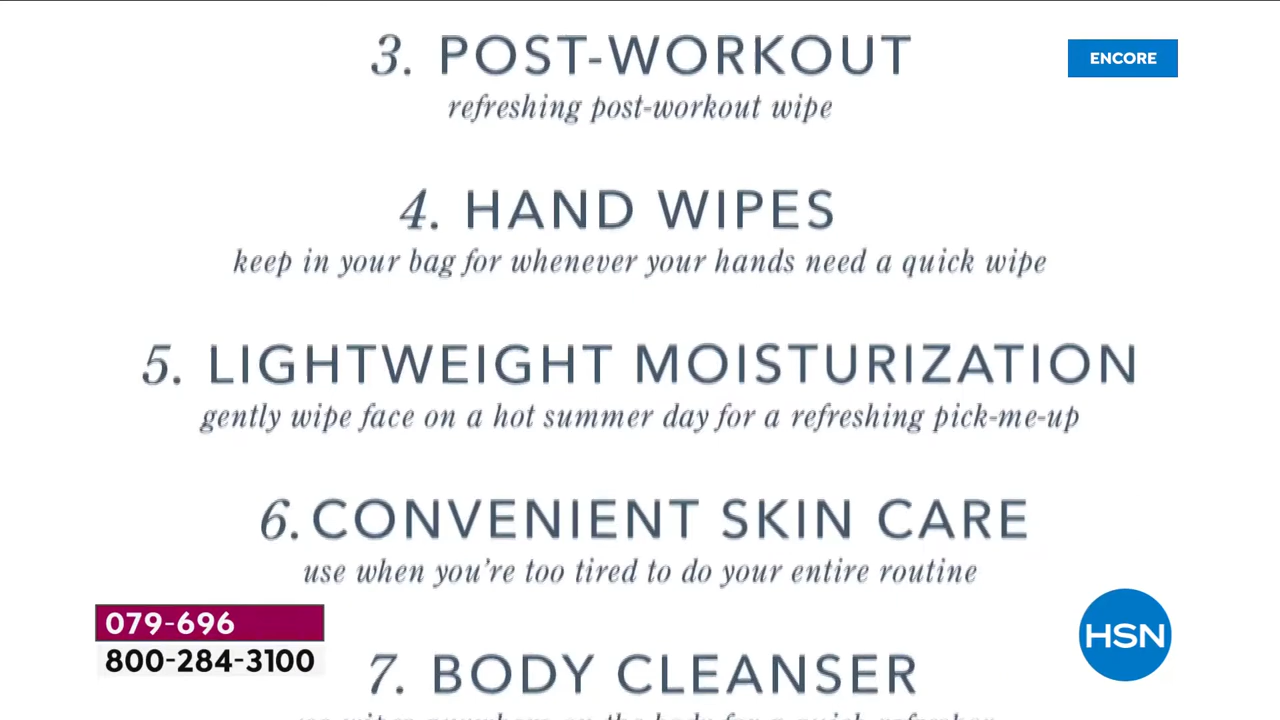 3. POST-WORKOUT
refreshing post-workout wipe
ENCORE
4. HAND WIPES
keep in your bag for whenever your hands need a quick wipe
5. LIGHTWEIGHT MOISTURIZATION
gently wipe face on a hot summer day for a refreshing pick-me-up
6. CONVENIENT SKIN CARE
use when you're too tired to do your entire routine
079-696
800-284-3100
HSN
7. BODY CLEANSER